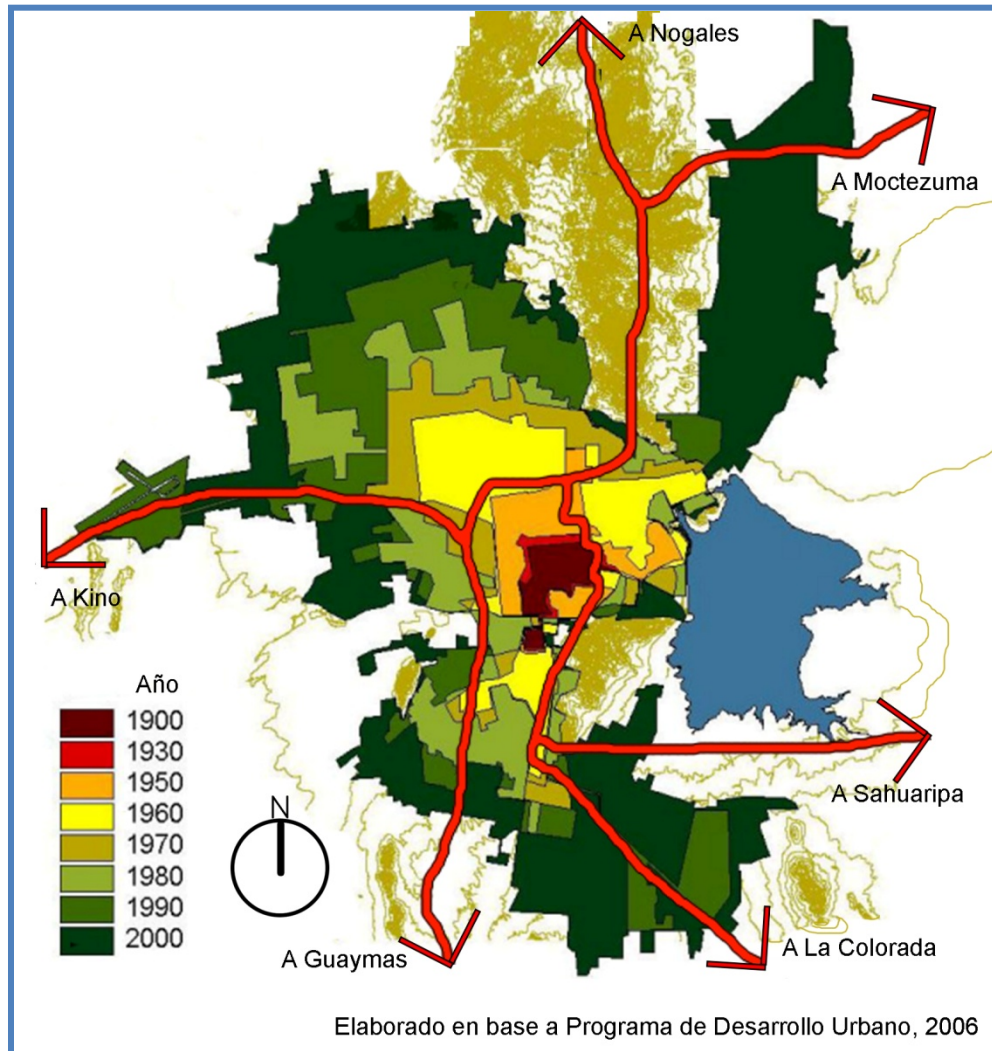 A Nogales
A Moctezuma
A Kino
Año
1900
1930
1950
1960
1970
1980
1990
2000
N
A Sahuaripa
A Guaymas
A La Colorada
Elaborado en base a Programa de Desarrollo Urbano, 2006